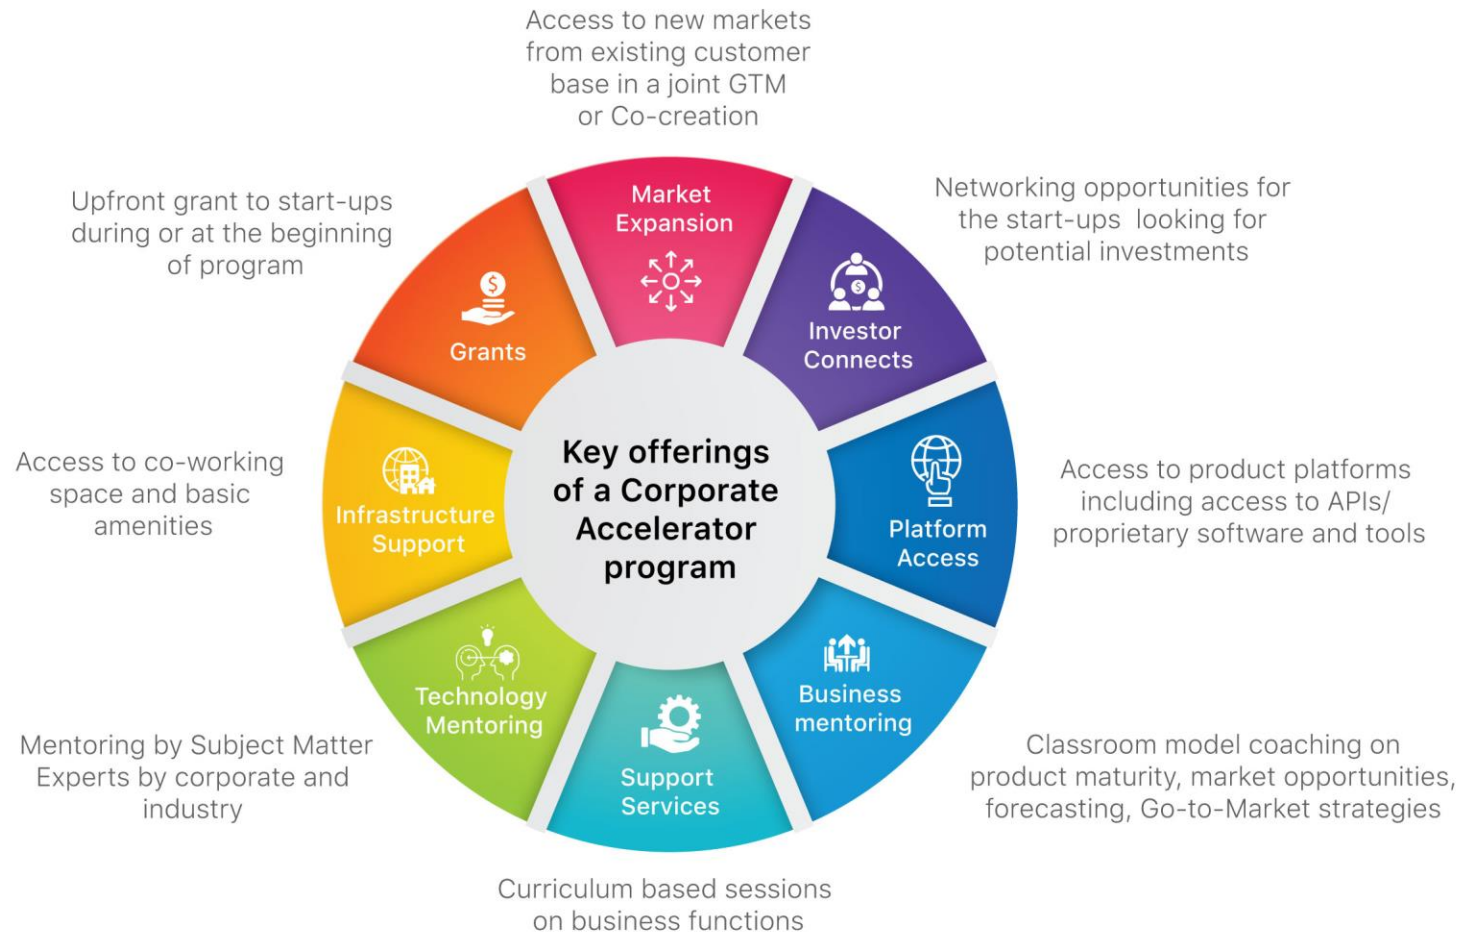 Access to new markets
from existing customer
base in a joint GTM
or Co-creation
Market
Expansion
Networking opportunities for
the start-ups looking for
potential investments
Investor
Connects
Access to product platforms
including access to APIs/
proprietary software and tools
Platform
Access
Classroom model coaching on
product maturity, market opportunities,
forecasting, Go-to-Market strategies
Business
mentoring
Curriculum based sessions
on business functions
Support
Services
Mentoring by Subject Matter
Experts by corporate and
industry
Technology
Mentoring
Access to co-working
space and basic
amenities
Infrastructure
Support
Upfront grant to start-ups
during or at the beginning
of program
Grants
Key offerings
of a Corporate
Accelerator
program